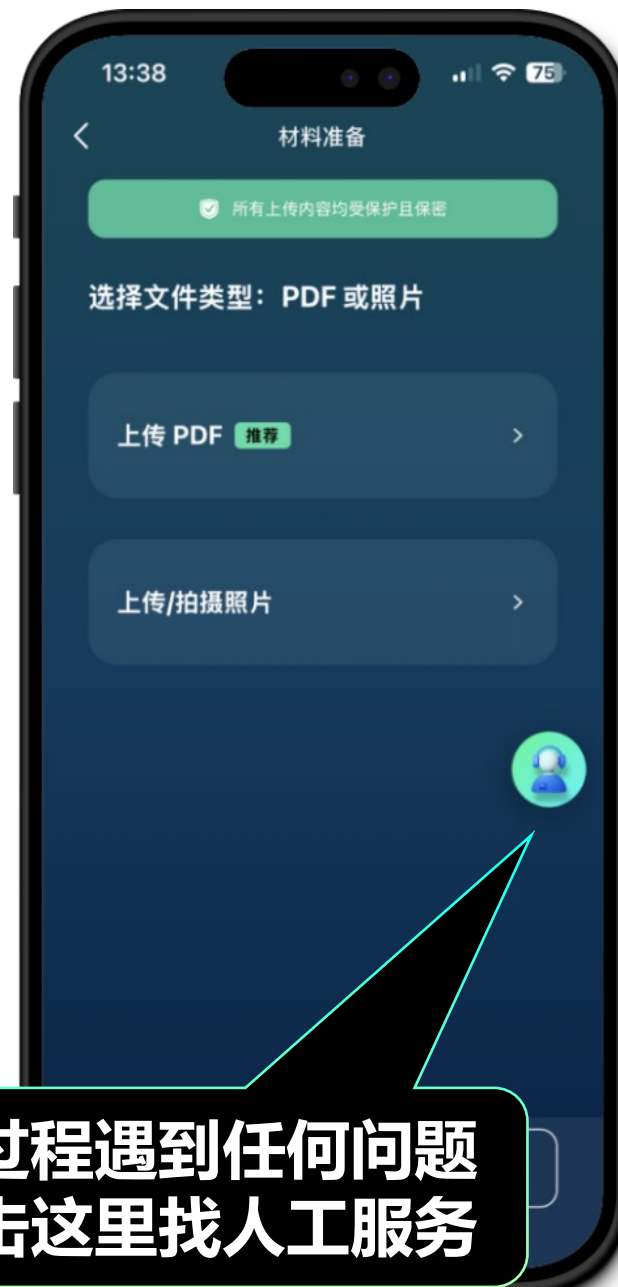 13:38
75
材料准备
所有上传内容均受保护且保密
选择文件类型：PDF 或照片
上传 PDF 推荐
上传/拍摄照片
过程遇到任何问题
击这里找人工服务